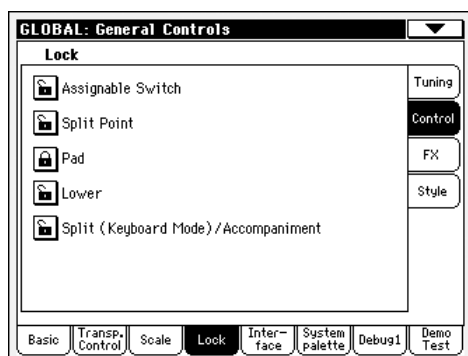 GLOBAL: General Controls
Lock
Assignable Switch
Split Point
Pad
Lower
Split (Keyboard Mode)/Accompaniment
Tuning
Control
FX
Style
Basic
Transp.
Control
Scale
Lock
Inter-
face
System
palette
Debug1
Demo
Test